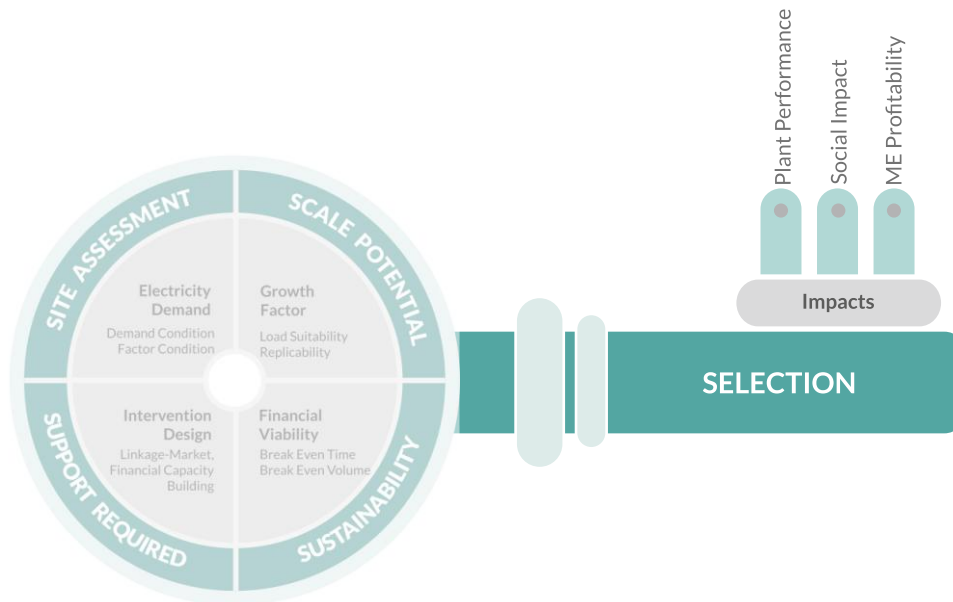 SITE ASSESSMENT
SCALE POTENTIAL
Electricity
Demand
Demand Condition
Factor Condition
Growth
Factor
Load Suitability
Replicability
Intervention
Design
Linkage-Market,
Financial Capacity
Building
Financial
Viability
Break Even Time
Break Even Volume
SUPPORT REQUIRED
SUSTAINABILITY
Plant Performance
Social Impact
ME Profitability
Impacts
SELECTION